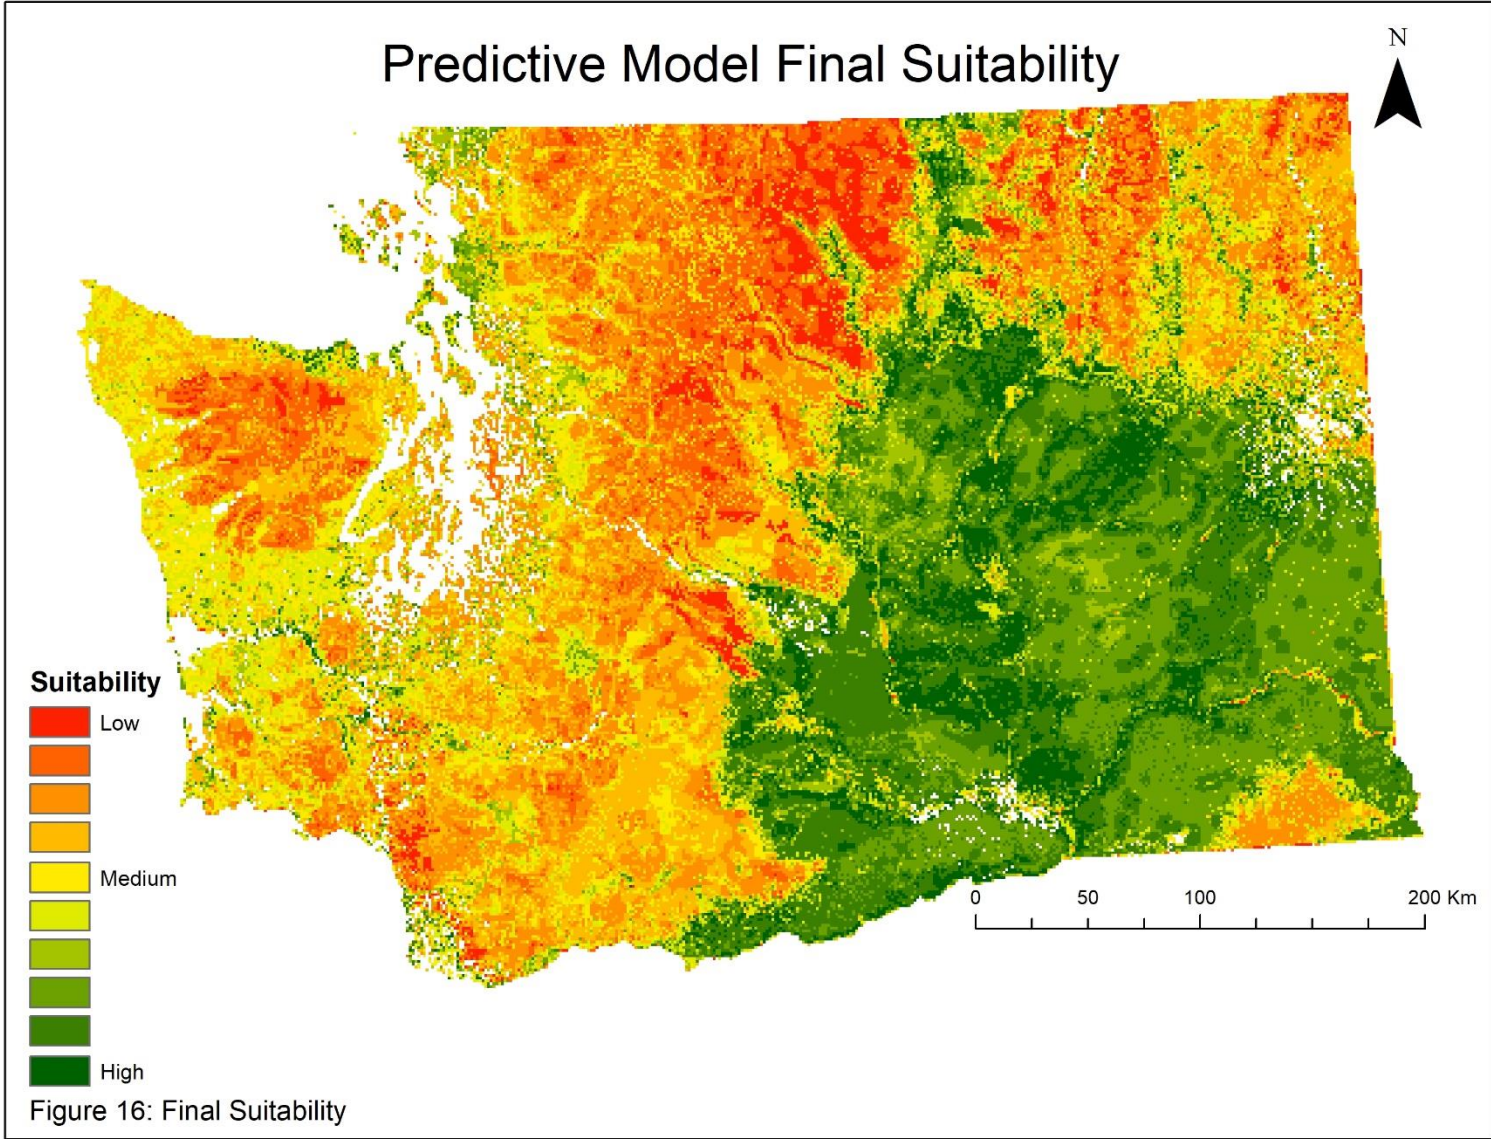 Predictive Model Final Suitability
N
Suitability
Low
Medium
High
0 50 100 200 Km
Figure 16: Final Suitability